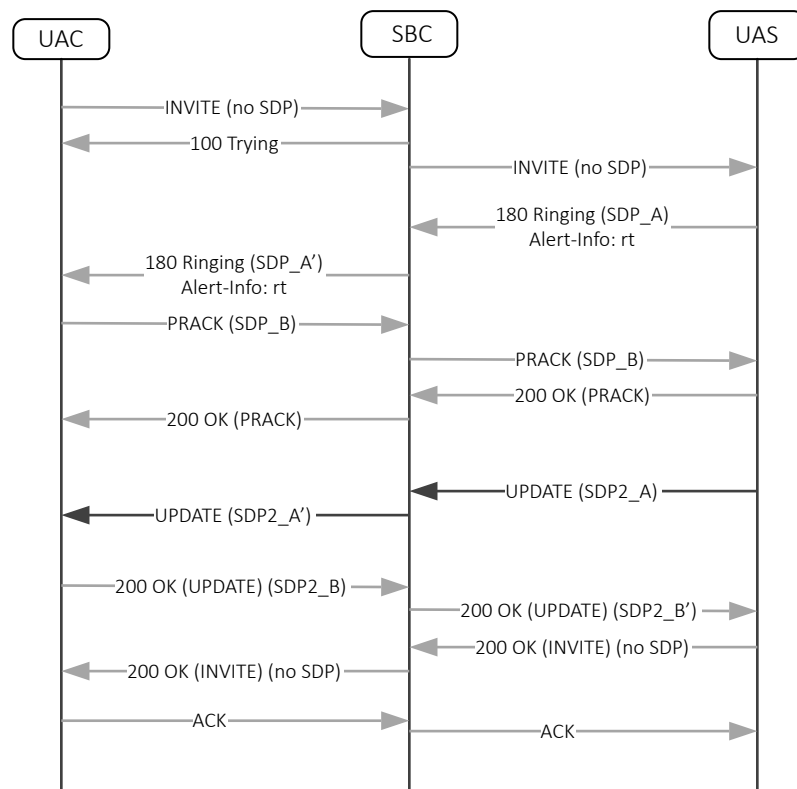 UAC
SBC
UAS
INVITE (no SDP)
100 Trying
INVITE (no SDP)
180 Ringing (SDP_A)
Alert-Info: rt
180 Ringing (SDP_A’)
Alert-Info: rt
PRACK (SDP_B)
PRACK (SDP_B)
200 OK (PRACK)
200 OK (PRACK)
UPDATE (SDP2_A)
UPDATE (SDP2_A’)
200 OK (UPDATE) (SDP2_B)
200 OK (UPDATE) (SDP2_B’)
200 OK (INVITE) (no SDP)
200 OK (INVITE) (no SDP)
ACK
ACK